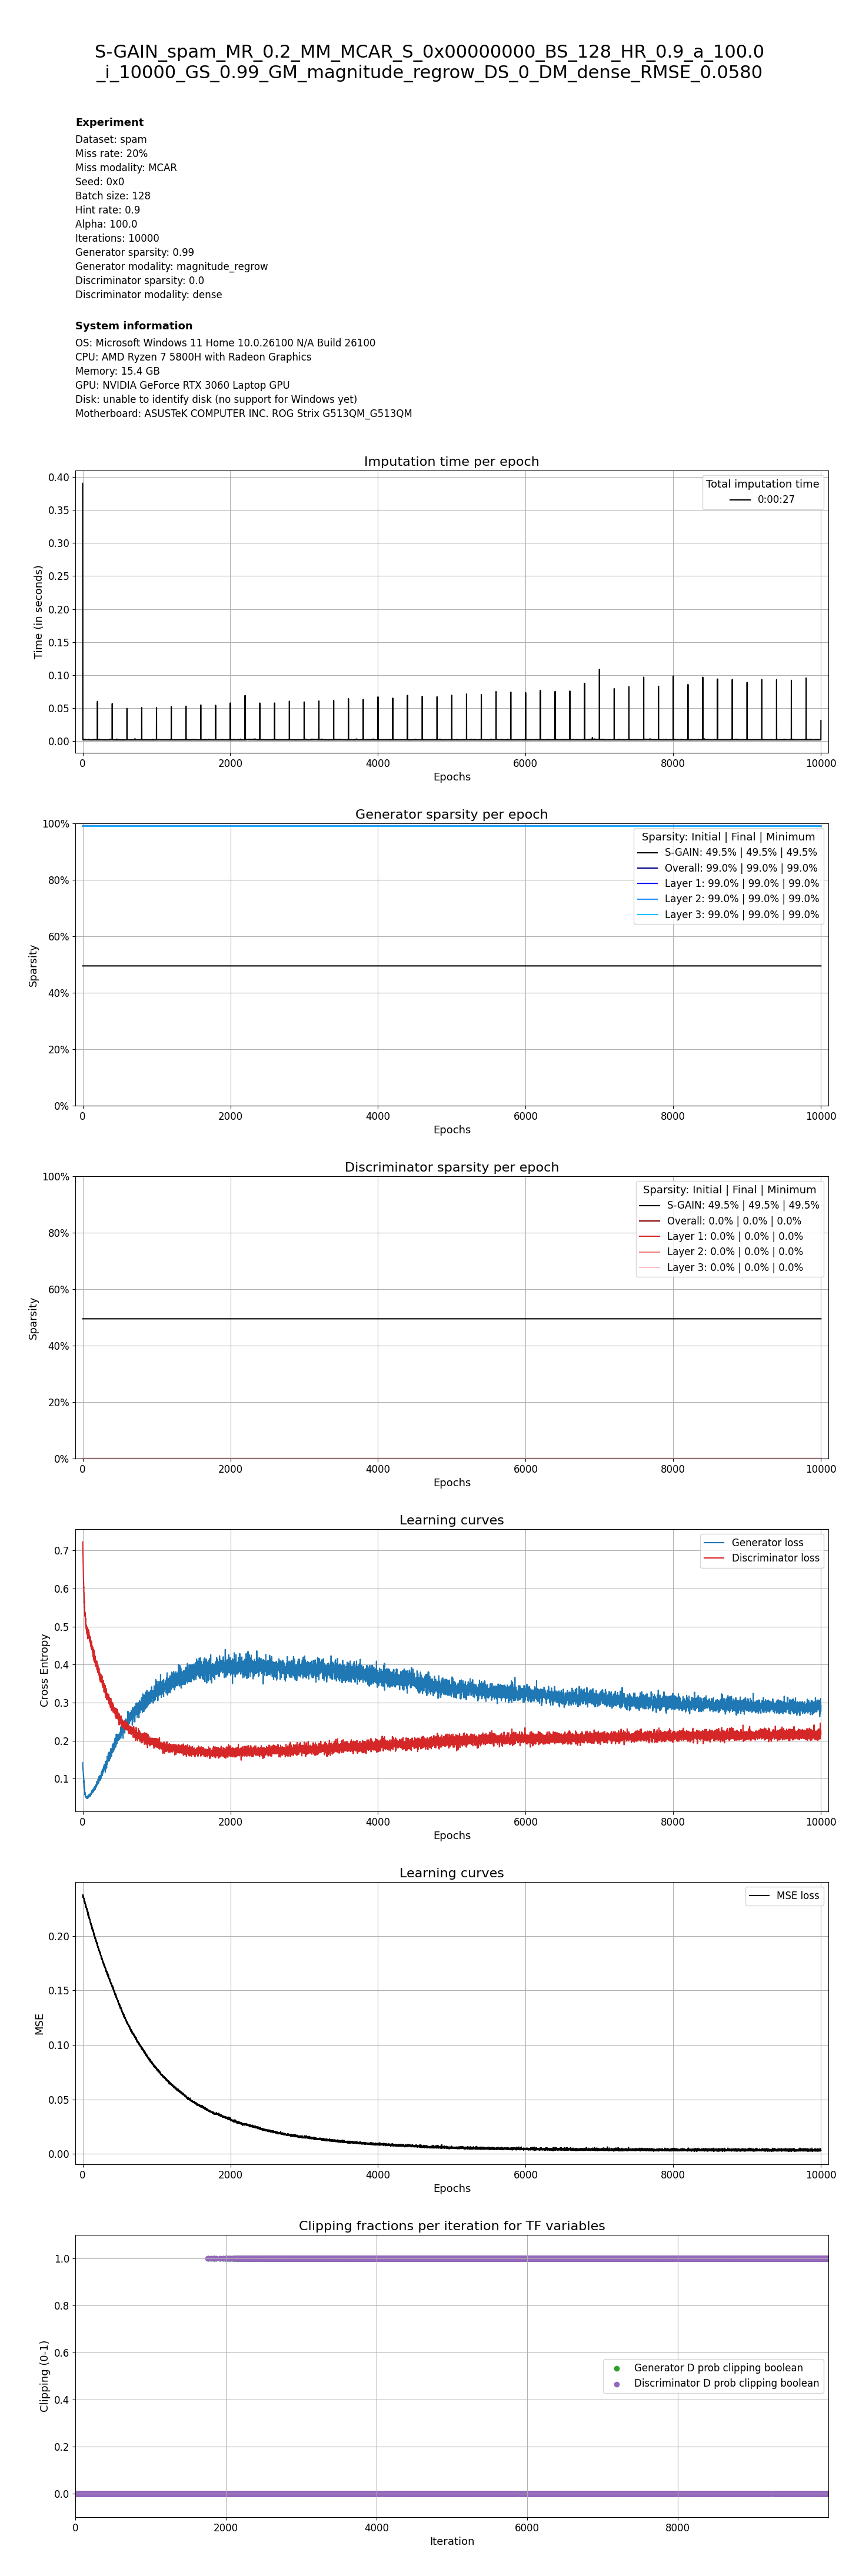 S-GAIN_spam_MR_0.2_MM_MCAR_S_0x00000000_BS_128_HR_0.9_a_100.0
_i_10000_GS_0.99_GM_magnitude_regrow_DS_0_DM_dense_RMSE_0.0580
Experiment
Dataset: spam
Miss rate: 20%
Miss modality: MCAR
Seed: 0x0
Batch size: 128
Hint rate: 0.9
Alpha: 100.0
Iterations: 10000
Generator sparsity: 0.99
Generator modality: magnitude_regrow
Discriminator sparsity: 0.0
Discriminator modality: dense
System information
OS: Microsoft Windows 11 Home 10.0.26100 N/A Build 26100
CPU: AMD Ryzen 7 5800H with Radeon Graphics
Memory: 15.4 GB
GPU: NVIDIA GeForce RTX 3060 Laptop GPU
Disk: unable to identify disk (no support for Windows yet)
Motherboard: ASUSTeK COMPUTER INC. ROG Strix G513QM_G513QM
Imputation time per epoch
Total imputation time
0:00:27
0.40
0.35
0.30
0.25
0.20
0.15
0.10
0.05
0.00
Time (in seconds)
0 2000 4000 6000 8000 10000
Epochs
Generator sparsity per epoch
Sparsity: Initial | Final | Minimum
S-GAIN: 49.5% | 49.5% | 49.5%
Overall: 99.0% | 99.0% | 99.0%
Layer 1: 99.0% | 99.0% | 99.0%
Layer 2: 99.0% | 99.0% | 99.0%
Layer 3: 99.0% | 99.0% | 99.0%
100%
80%
60%
40%
20%
0%
Sparsity
0 2000 4000 6000 8000 10000
Epochs
Discriminator sparsity per epoch
Sparsity: Initial | Final | Minimum
S-GAIN: 49.5% | 49.5% | 49.5%
Overall: 0.0% | 0.0% | 0.0%
Layer 1: 0.0% | 0.0% | 0.0%
Layer 2: 0.0% | 0.0% | 0.0%
Layer 3: 0.0% | 0.0% | 0.0%
100%
80%
60%
40%
20%
0%
Sparsity
0 2000 4000 6000 8000 10000
Epochs
Learning curves
Generator loss
Discriminator loss
0.7
0.6
0.5
0.4
0.3
0.2
0.1
Cross Entropy
0 2000 4000 6000 8000 10000
Epochs
Learning curves
MSE loss
0.20
0.15
0.10
0.05
0.00
MSE
0 2000 4000 6000 8000 10000
Epochs
Clipping fractions per iteration for TF variables
1.0
0.8
0.6
0.4
0.2
0.0
Clipping (0-1)
Generator D prob clipping boolean
Discriminator D prob clipping boolean
0 2000 4000 6000 8000
Iteration